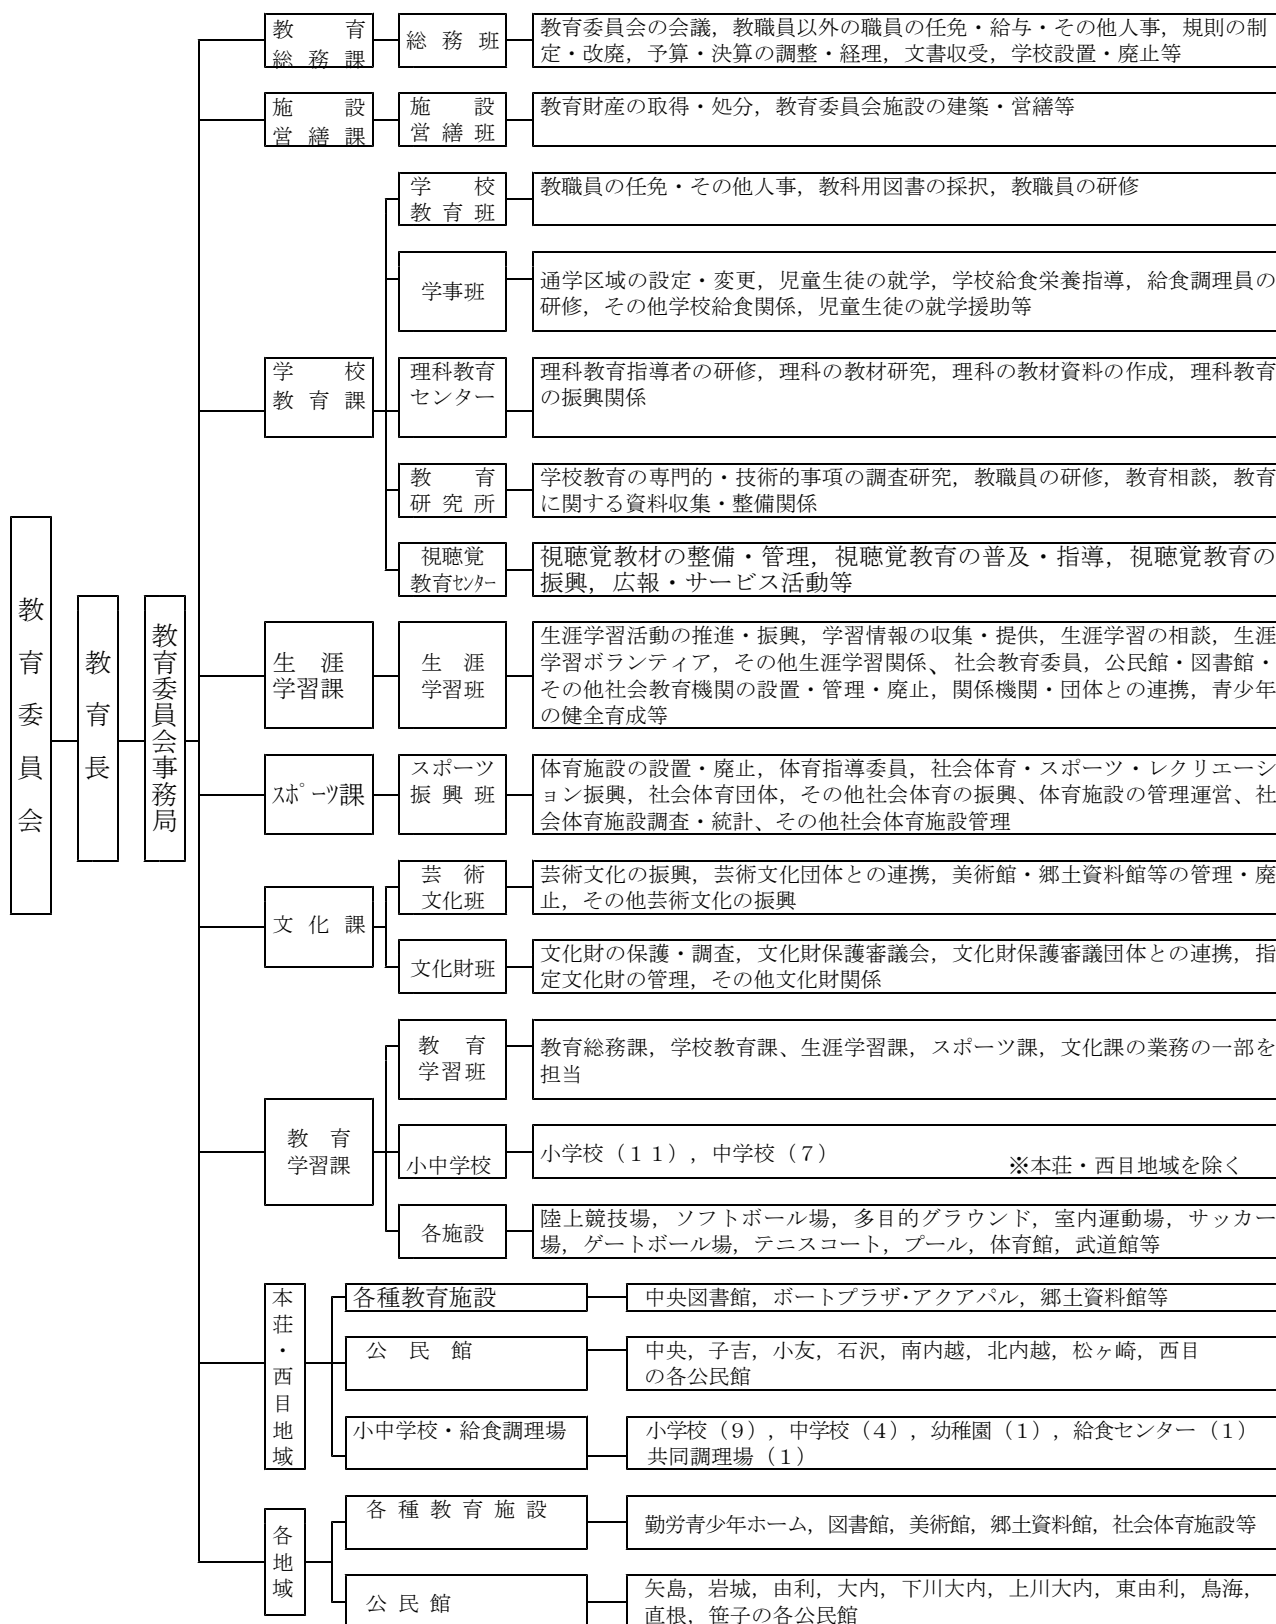 教育委員会
教育長
教育委員会事務局
教育
総務課
総務班
教育委員会の会議，教職員以外の職員の任免・給与・その他人事，規則の制
定・改廃，予算・決算の調整・経理，文書収受，学校設置・廃止等
施設
営繕課
施設
営繕班
教育財産の取得・処分，教育委員会施設の建築・営繕等
学校
教育課
学校
教育班
教職員の任免・その他人事，教科用図書の採択，教職員の研修
学事班
通学区域の設定・変更，児童生徒の就学，学校給食栄養指導，給食調理員の
研修，その他学校給食関係，児童生徒の就学援助等
理科教育
センター
理科教育指導者の研修，理科の教材研究，理科の教材資料の作成，理科教育
の振興関係
教育
研究所
学校教育の専門的・技術的事項の調査研究，教職員の研修，教育相談，教育
に関する資料収集・整備関係
視聴覚
教育ｾﾝﾀｰ
視聴覚教材の整備・管理，視聴覚教育の普及・指導，視聴覚教育の
振興，広報・サービス活動等
生涯
学習課
生涯
学習班
生涯学習活動の推進・振興，学習情報の収集・提供，生涯学習の相談，生涯
学習ボランティア，その他生涯学習関係、社会教育委員，公民館・図書館・
その他社会教育機関の設置・管理・廃止，関係機関・団体との連携，青少年
の健全育成等
ｽﾎﾟｰﾂ課
スポーツ
振興班
体育施設の設置・廃止，体育指導委員，社会体育・スポーツ・レクリエーシ
ョン振興，社会体育団体，その他社会体育の振興、体育施設の管理運営、社
会体育施設調査・統計、その他社会体育施設管理
文化課
芸術
文化班
芸術文化の振興，芸術文化団体との連携，美術館・郷土資料館等の管理・廃
止，その他芸術文化の振興
文化財班
文化財の保護・調査，文化財保護審議会，文化財保護審議団体との連携，指
定文化財の管理，その他文化財関係
教育
学習課
教育
学習班
教育総務課，学校教育課、生涯学習課，スポーツ課，文化課の業務の一部を
担当
小中学校
小学校（１１），中学校（７） ※本荘・西目地域を除く
各施設
陸上競技場，ソフトボール場，多目的グラウンド，室内運動場，サッカー
場，ゲートボール場，テニスコート，プール，体育館，武道館等
本荘・西目地域
各種教育施設
中央図書館，ボートプラザ･アクアパル，郷土資料館等
公民館
中央，子吉，小友，石沢，南内越，北内越，松ヶ崎，西目
の各公民館
小中学校・給食調理場
小学校（９），中学校（４），幼稚園（１），給食センター（１）
共同調理場（１）
各地域
各種教育施設
勤労青少年ホーム，図書館，美術館，郷土資料館，社会体育施設等
公民館
矢島，岩城，由利，大内，下川大内，上川大内，東由利，鳥海，
直根，笹子の各公民館